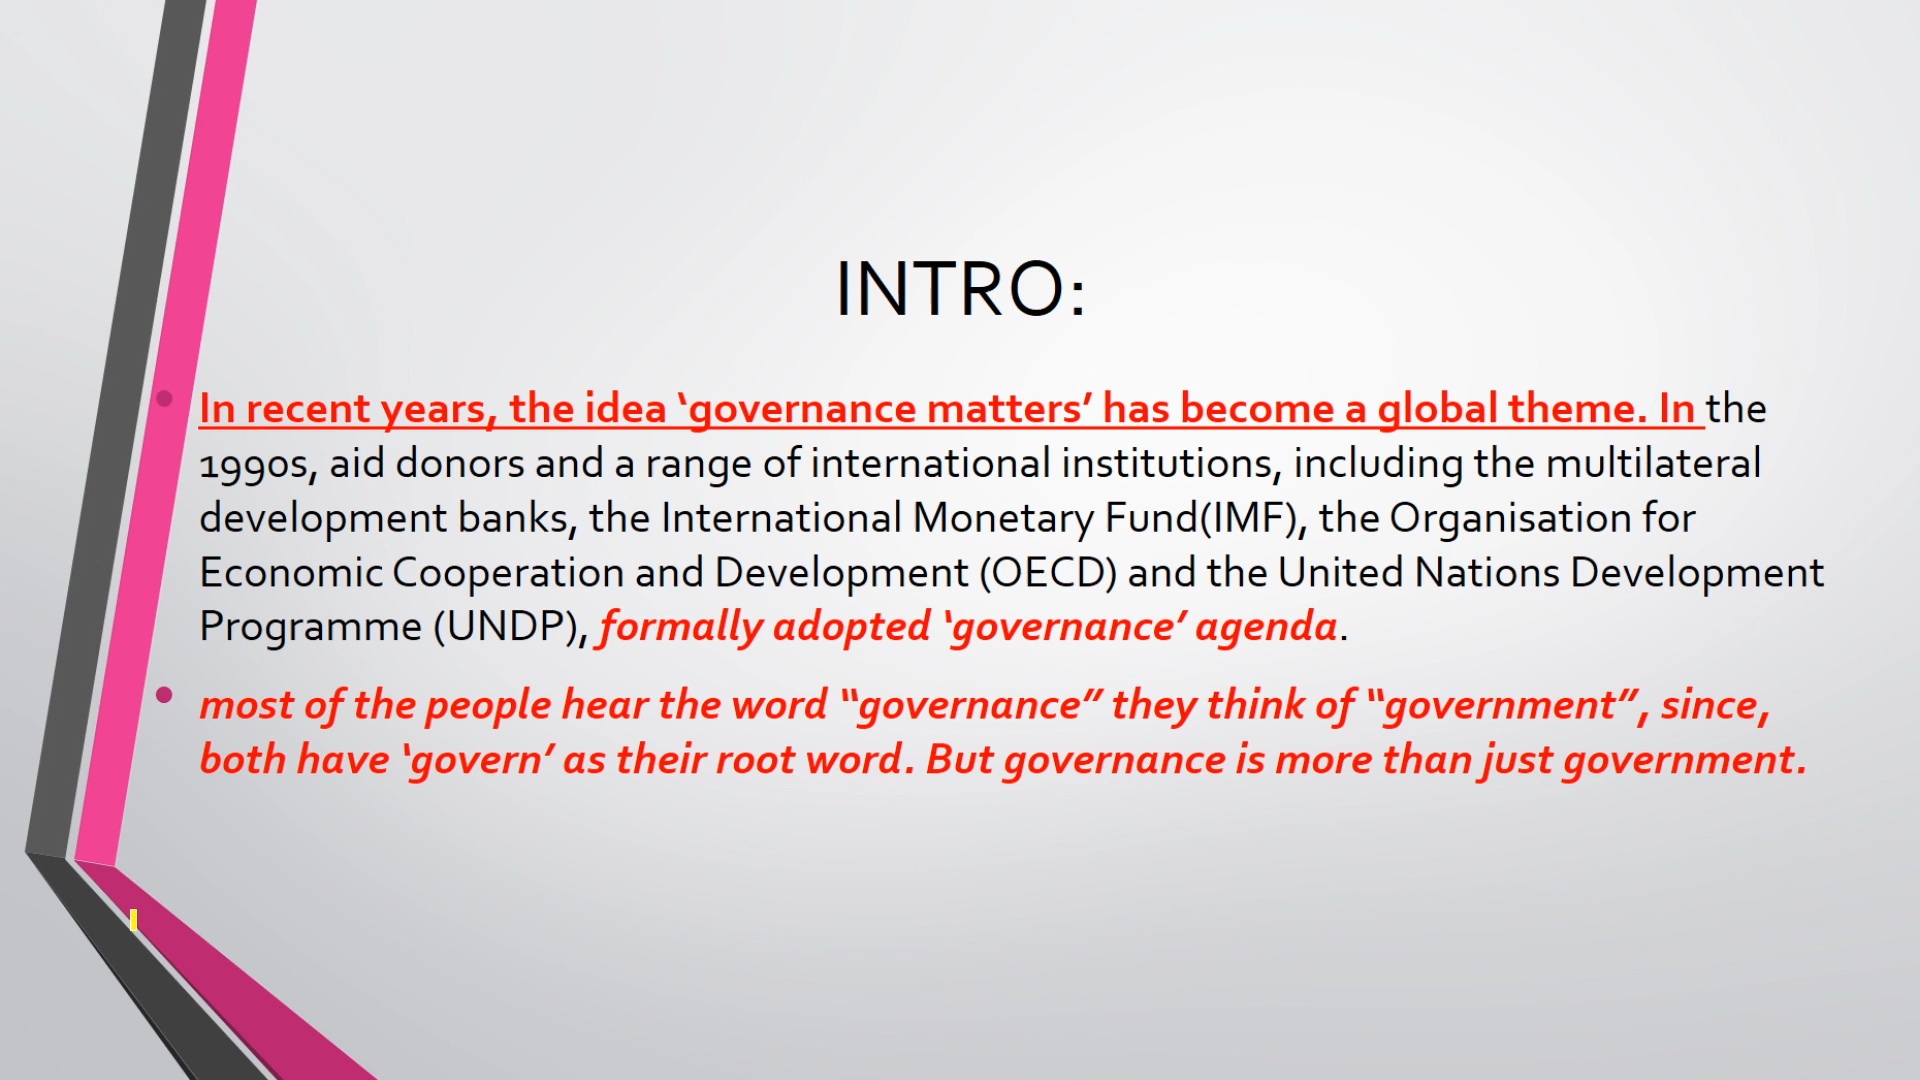 INTRO:
• In recent years, the idea ‘governance matters’ has become a global theme. In the
1990s, aid donors and a range of international institutions, including the multilateral
development banks, the International Monetary Fund(IMF), the Organisation for
Economic Cooperation and Development (OECD) and the United Nations Development
Programme (UNDP), formally adopted ‘governance’ agenda.
• most of the people hear the word “governance” they think of “government”, since,
both have ‘govern’ as their root word. But governance is more than just government.